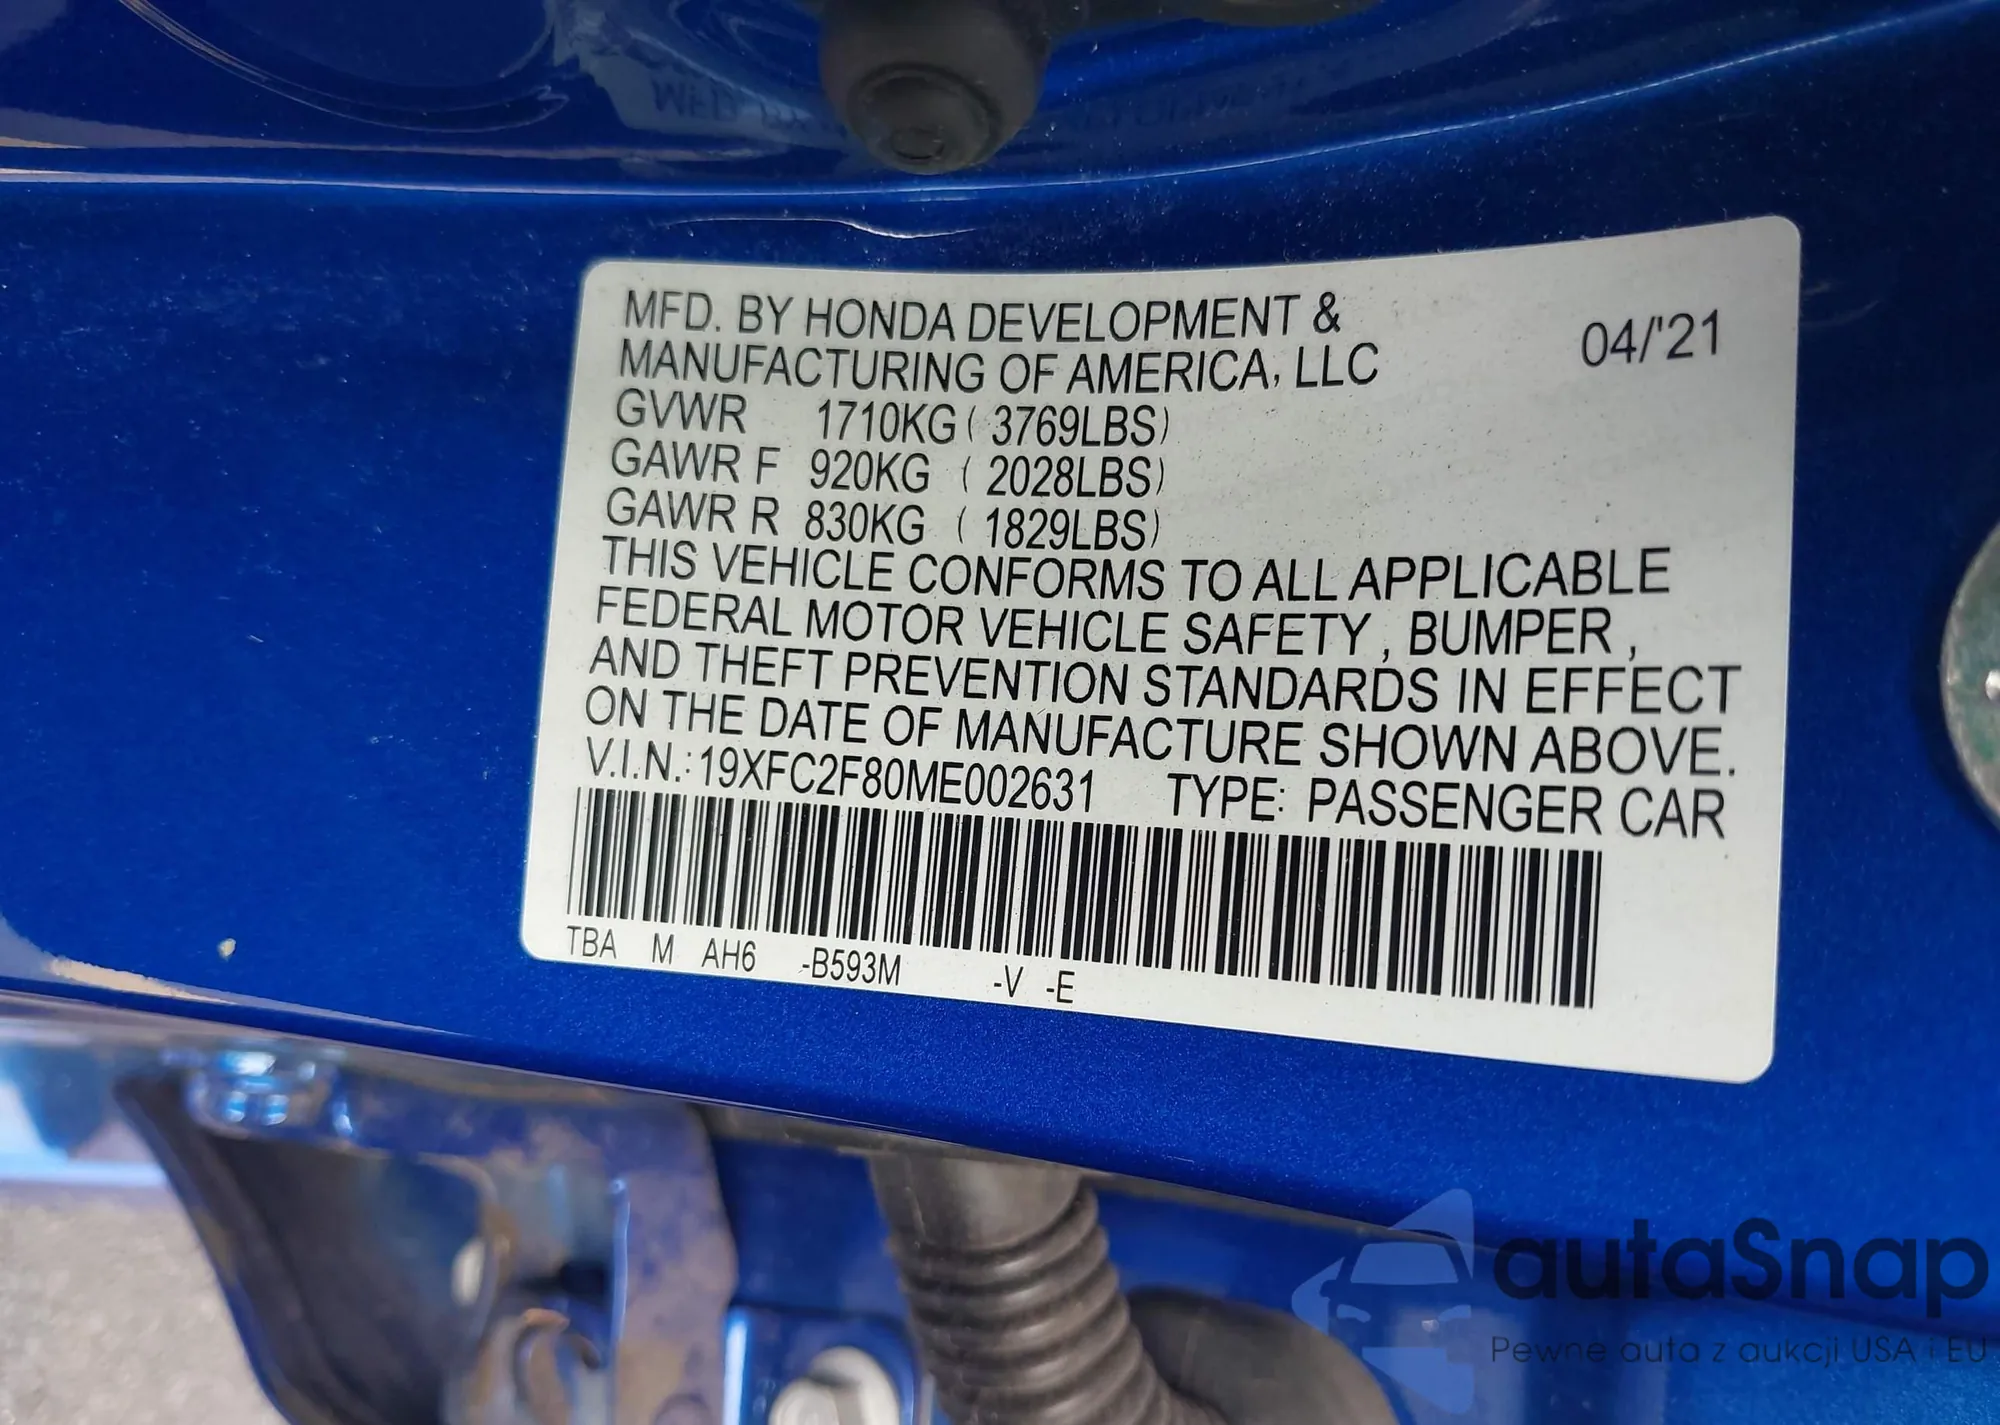 MFD. BY HONDA DEVELOPMENT &
MANUFACTURING OF AMERICA, LLC
04/'21
GVWR 1710KG ( 3769LBS)
GAWR F 920KG ( 2028LBS)
GAWR R 830KG ( 1829LBS)
THIS VEHICLE CONFORMS TO ALL APPLICABLE
FEDERAL MOTOR VEHICLE SAFETY , BUMPER ,
AND THEFT PREVENTION STANDARDS IN EFFECT
ON THE DATE OF MANUFACTURE SHOWN ABOVE.
V.I.N.: 19XFC2F80ME002631 TYPE: PASSENGER CAR
TBA M AH6 -B593M -V -E
autaSnap
Pewne auta z aukcji USA i EU